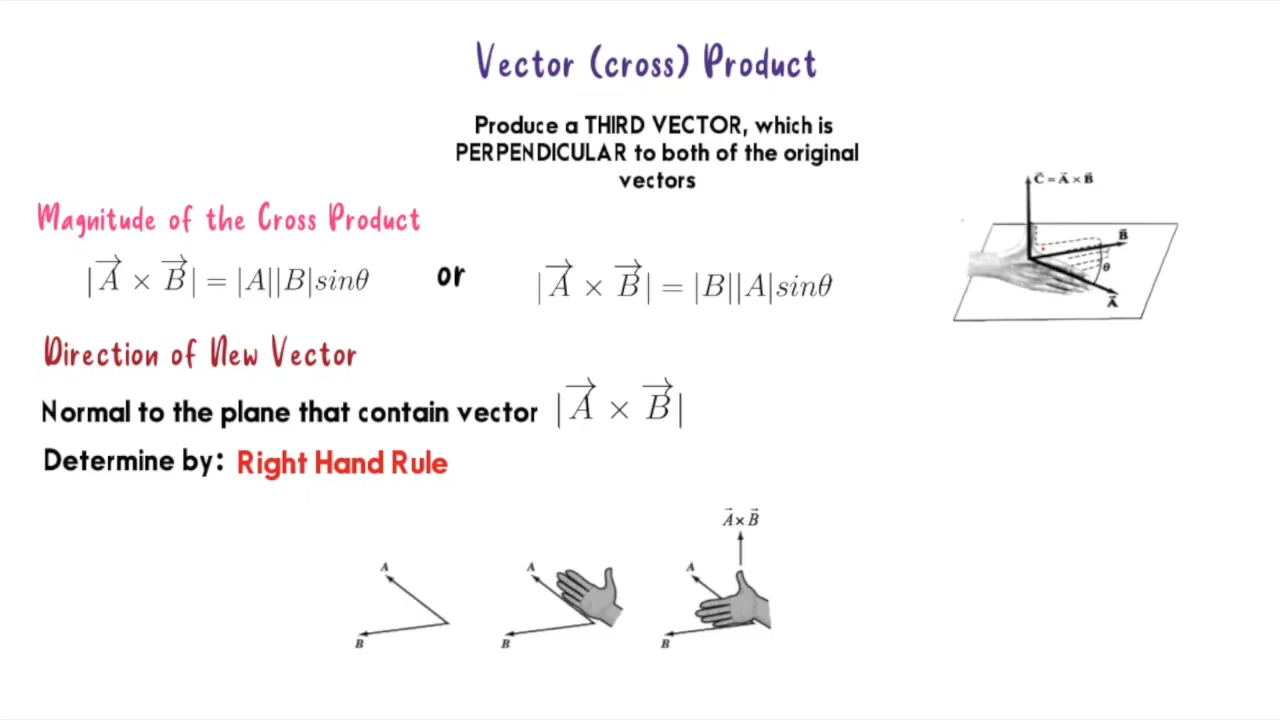 Vector (cross) Product
Produce a THIRD VECTOR, which is
PERPENDICULAR to both of the original
vectors
C⃗ = A⃗ × B⃗
B⃗
θ
A⃗
Magnitude of the Cross Product
|A⃗ × B⃗| = |A||B|sinθ or |A⃗ × B⃗| = |B||A|sinθ
Direction of New Vector
Normal to the plane that contain vector |A⃗ × B⃗|
Determine by: Right Hand Rule
A⃗ × B⃗
A A A
B B B